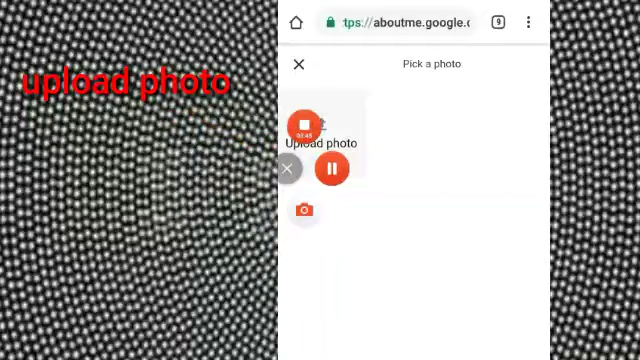 upload photo
tps://aboutme.google.c
9
Pick a photo
Upload photo